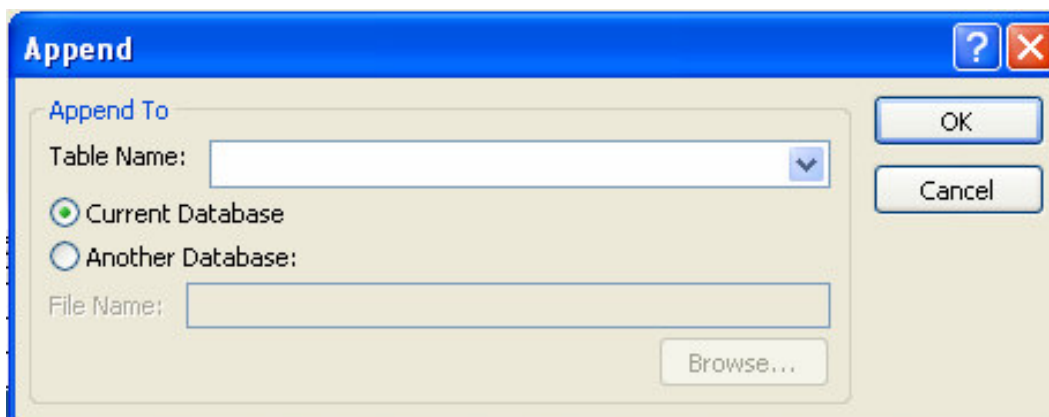 Append
?
Append To
OK
Table Name:
Cancel
Current Database
Another Database:
File Name:
Browse...